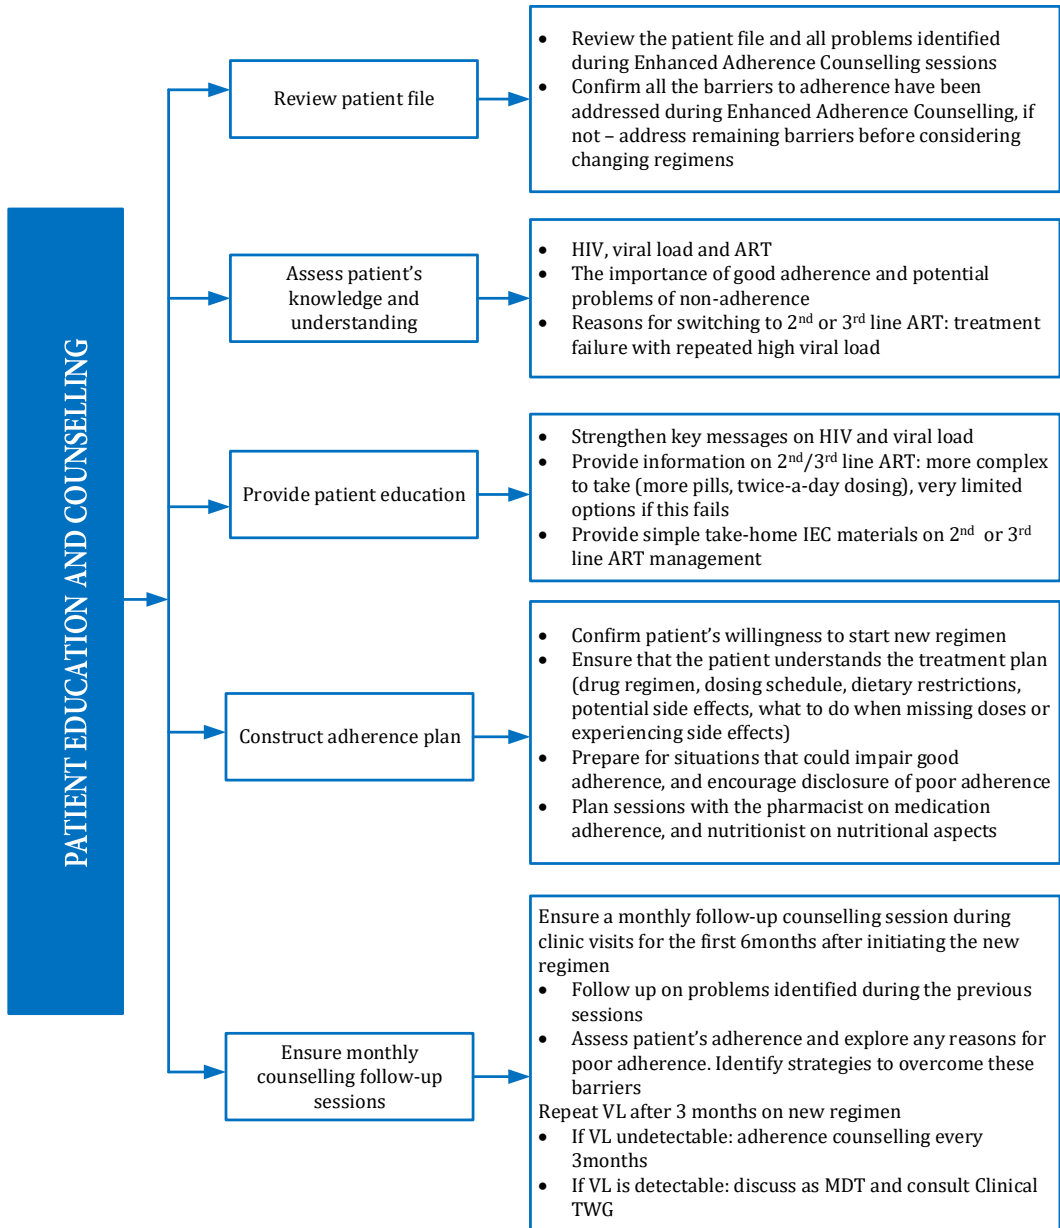 PATIENT EDUCATION AND COUNSELLING
Review patient file
• Review the patient file and all problems identified
during Enhanced Adherence Counselling sessions
• Confirm all the barriers to adherence have been
addressed during Enhanced Adherence Counselling, if
not – address remaining barriers before considering
changing regimens
Assess patient’s
knowledge and
understanding
• HIV, viral load and ART
• The importance of good adherence and potential
problems of non-adherence
• Reasons for switching to 2nd or 3rd line ART: treatment
failure with repeated high viral load
Provide patient education
• Strengthen key messages on HIV and viral load
• Provide information on 2nd/3rd line ART: more complex
to take (more pills, twice-a-day dosing), very limited
options if this fails
• Provide simple take-home IEC materials on 2nd or 3rd
line ART management
Construct adherence plan
• Confirm patient’s willingness to start new regimen
• Ensure that the patient understands the treatment plan
(drug regimen, dosing schedule, dietary restrictions,
potential side effects, what to do when missing doses or
experiencing side effects)
• Prepare for situations that could impair good
adherence, and encourage disclosure of poor adherence
• Plan sessions with the pharmacist on medication
adherence, and nutritionist on nutritional aspects
Ensure monthly
counselling follow-up
sessions
Ensure a monthly follow-up counselling session during
clinic visits for the first 6months after initiating the new
regimen
• Follow up on problems identified during the previous
sessions
• Assess patient’s adherence and explore any reasons for
poor adherence. Identify strategies to overcome these
barriers
Repeat VL after 3 months on new regimen
• If VL undetectable: adherence counselling every
3months
• If VL is detectable: discuss as MDT and consult Clinical
TWG